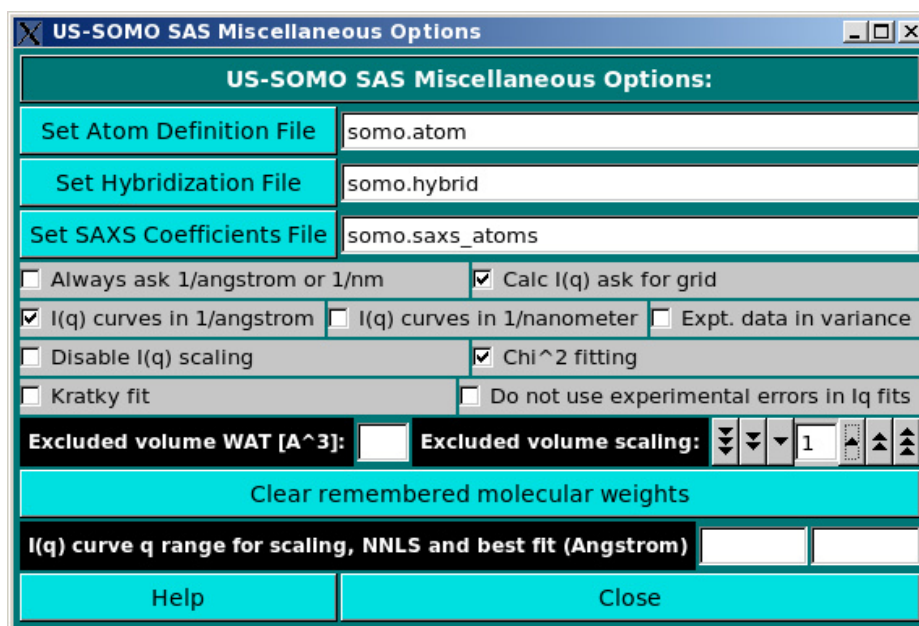 US-SOMO SAS Miscellaneous Options
US-SOMO SAS Miscellaneous Options:
Set Atom Definition File somo.atom
Set Hybridization File somo.hybrid
Set SAXS Coefficients File somo.saxs_atoms
Always ask 1/angstrom or 1/nm Calc I(q) ask for grid
I(q) curves in 1/angstrom I(q) curves in 1/nanometer Expt. data in variance
Disable I(q) scaling Chi^2 fitting
Kratky fit Do not use experimental errors in Iq fits
Excluded volume WAT [A^3]: Excluded volume scaling: 1
Clear remembered molecular weights
I(q) curve q range for scaling, NNLS and best fit (Angstrom)
Help Close